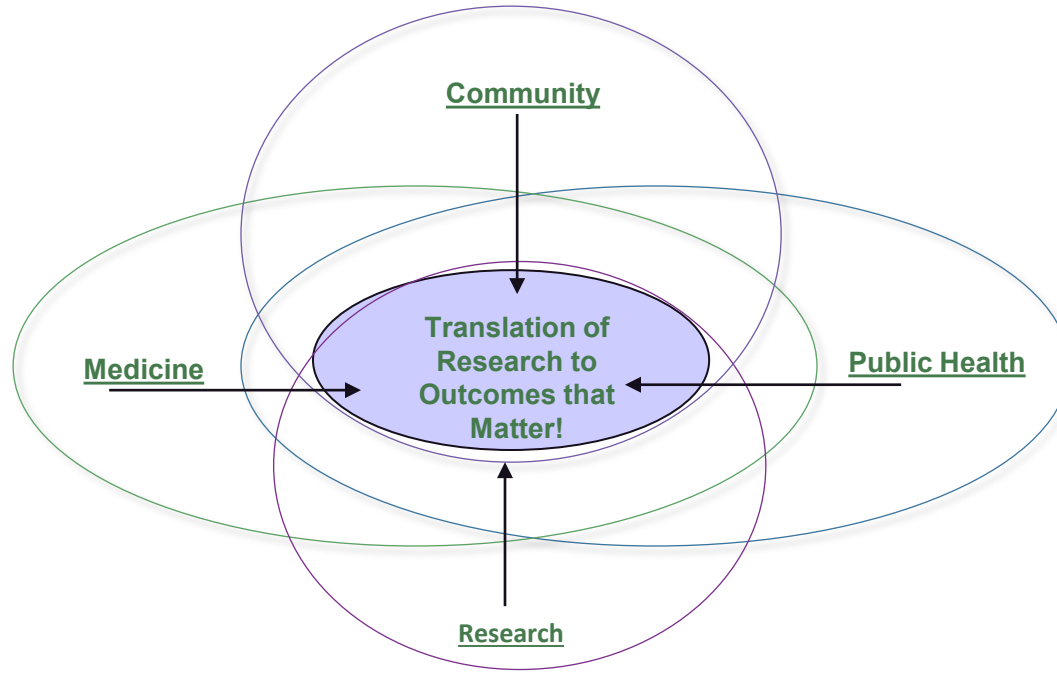 Community
Translation of
Research to
Outcomes that
Matter!
Medicine
Public Health
Research